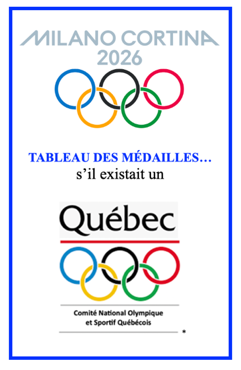 MILANO CORTINA
2026
TABLEAU DES MÉDAILLES…
s’il existait un
Québec
Comité National Olympique
et Sportif Québécois